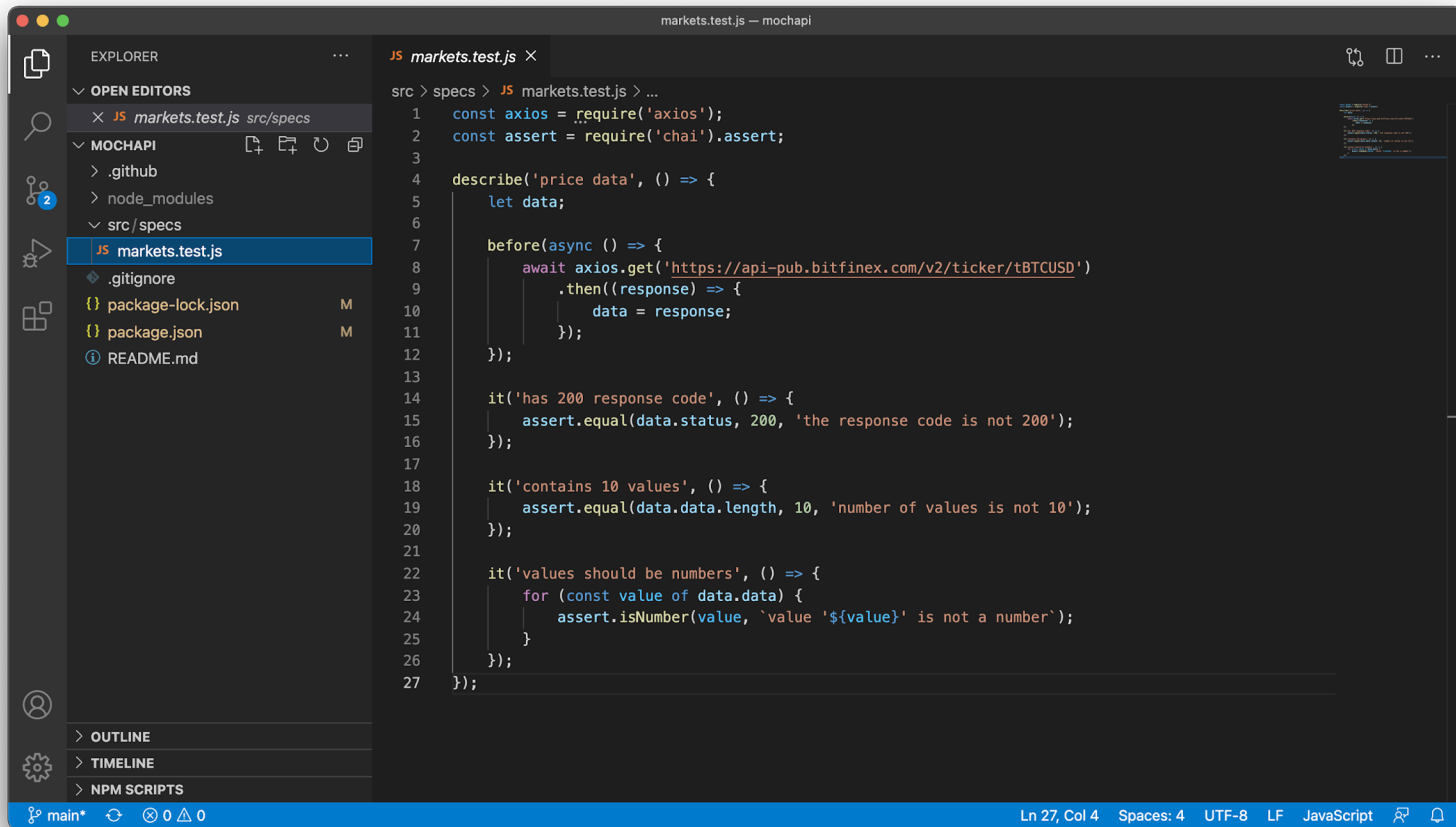 markets.test.js — mochapi
EXPLORER
OPEN EDITORS
JS markets.test.js src/specs
MOCHAPI
.github
node_modules
src/specs
JS markets.test.js
.gitignore
{} package-lock.json M
{} package.json M
README.md
OUTLINE
TIMELINE
NPM SCRIPTS
2
JS markets.test.js
src > specs > JS markets.test.js > ...
1 const axios = require('axios');
2 const assert = require('chai').assert;
3
4 describe('price data', () => {
5 let data;
6
7 before(async () => {
8 await axios.get('https://api-pub.bitfinex.com/v2/ticker/tBTCUSD')
9 .then((response) => {
10 data = response;
11 });
12 });
13
14 it('has 200 response code', () => {
15 assert.equal(data.status, 200, 'the response code is not 200');
16 });
17
18 it('contains 10 values', () => {
19 assert.equal(data.data.length, 10, 'number of values is not 10');
20 });
21
22 it('values should be numbers', () => {
23 for (const value of data.data) {
24 assert.isNumber(value, `value '${value}' is not a number`);
25 }
26 });
27 });
main* 0 0 Ln 27, Col 4 Spaces: 4 UTF-8 LF JavaScript